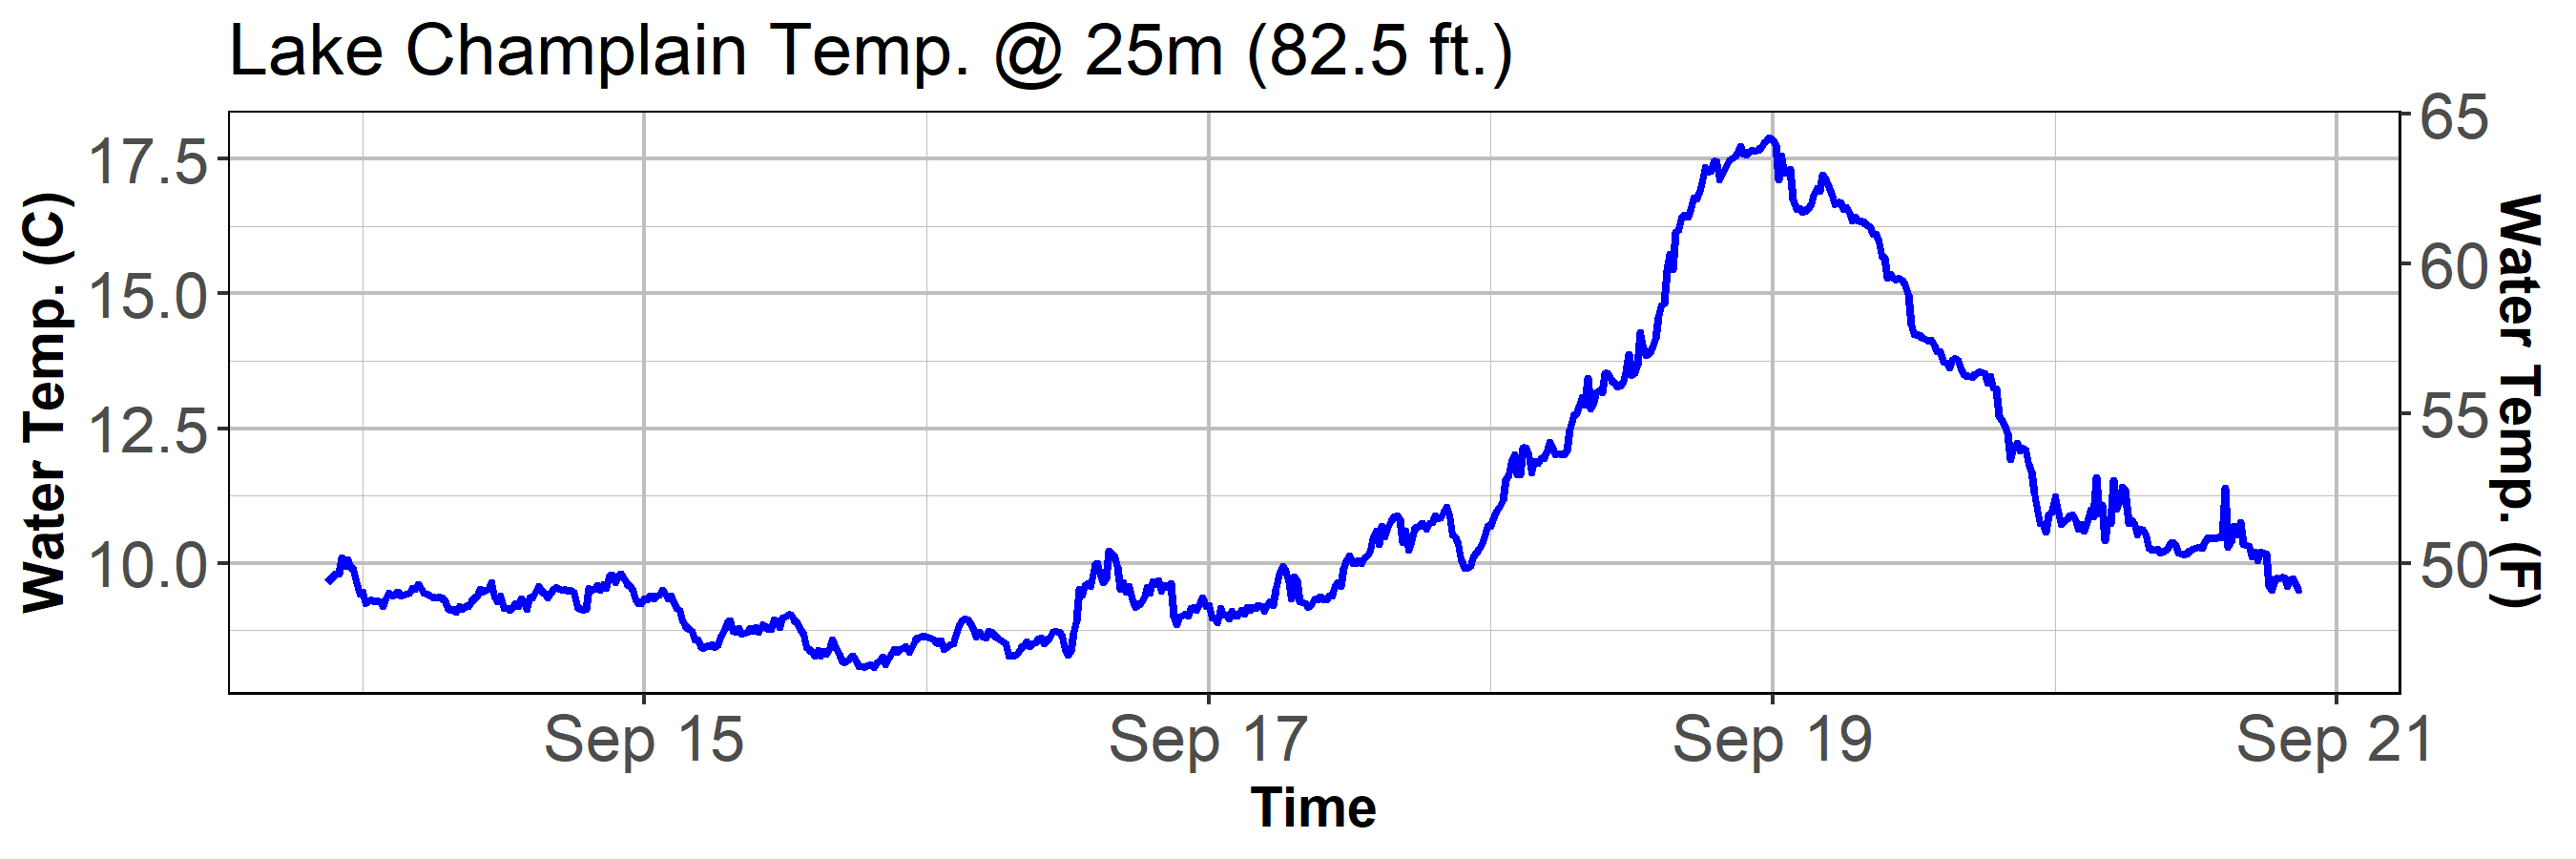 Lake Champlain Temp. @ 25m (82.5 ft.)
Water Temp. (C)
17.5
15.0
12.5
10.0
65
60
55
50
Water Temp. (F)
Sep 15
Sep 17
Sep 19
Sep 21
Time